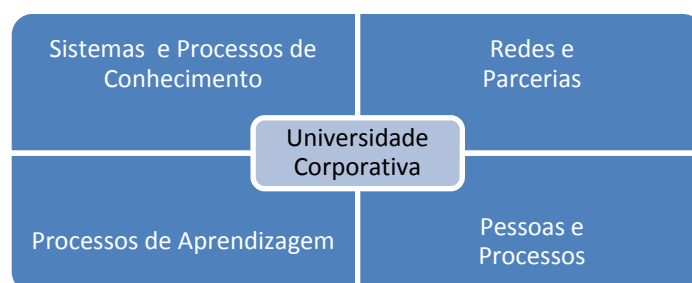 Sistemas e Processos de
Conhecimento
Redes e
Parcerias
Universidade
Corporativa
Processos de Aprendizagem
Pessoas e
Processos